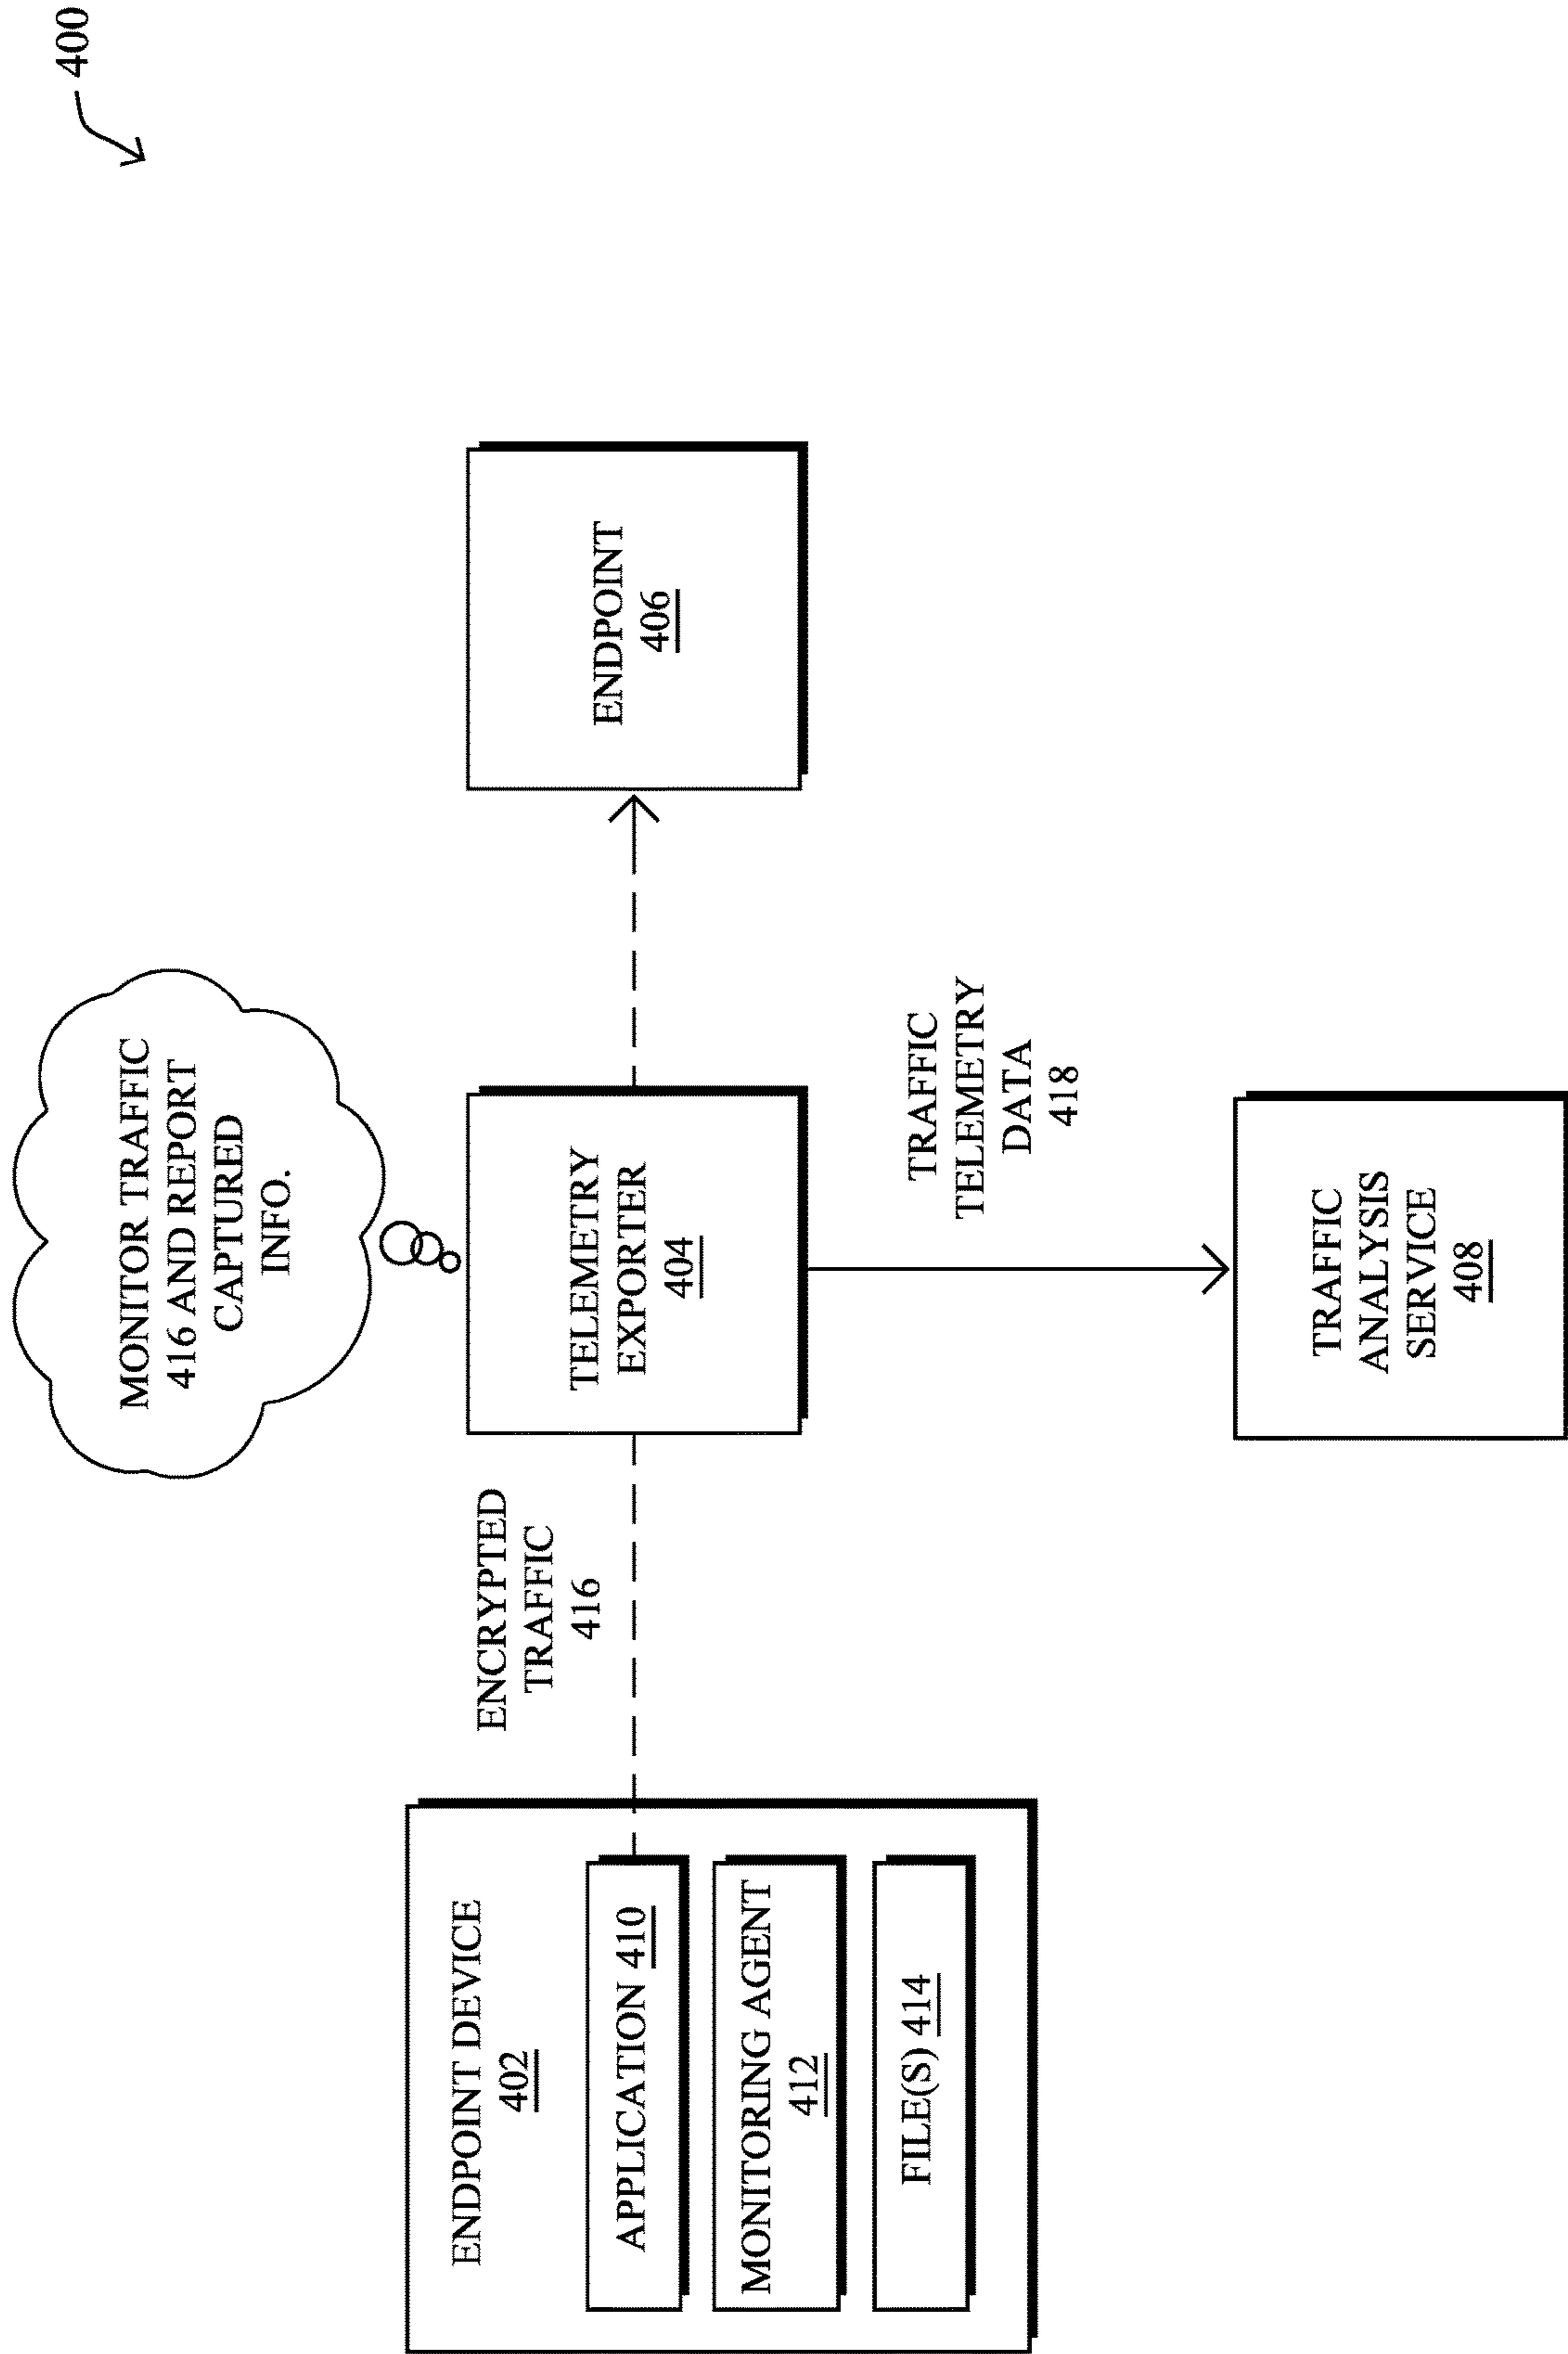 400
MONITOR TRAFFIC
416 AND REPORT
CAPTURED
INFO.
ENDPOINT DEVICE
402
APPLICATION 410
MONITORING AGENT
412
FILE(S) 414
ENCRYPTED
TRAFFIC
416
TELEMETRY
EXPORTER
404
ENDPOINT
406
TRAFFIC
TELEMETRY
DATA
418
TRAFFIC
ANALYSIS
SERVICE
408